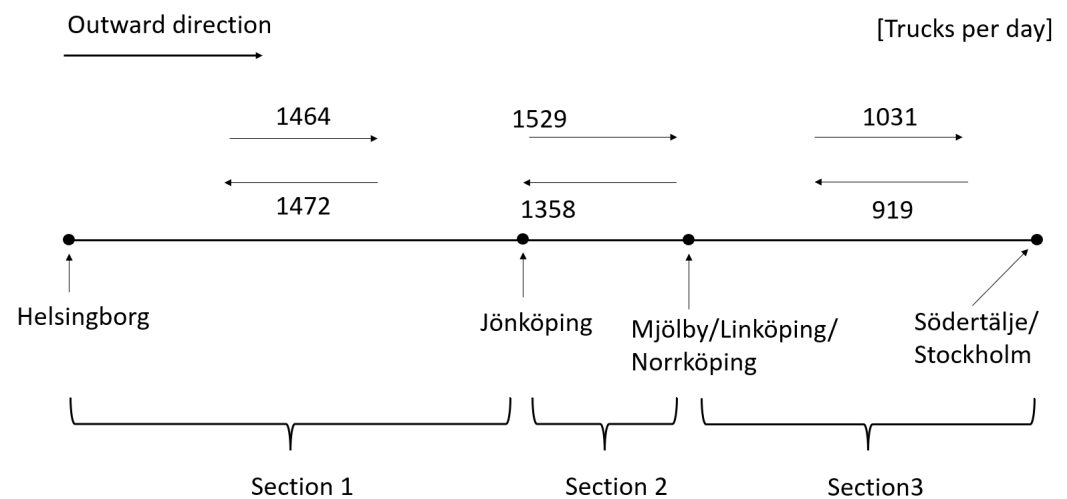 Outward direction
[Trucks per day]
1464
1529
1031
1472
1358
919
Helsingborg
Jönköping
Mjölby/Linköping/
Norrköping
Södertälje/
Stockholm
Section 1
Section 2
Section3